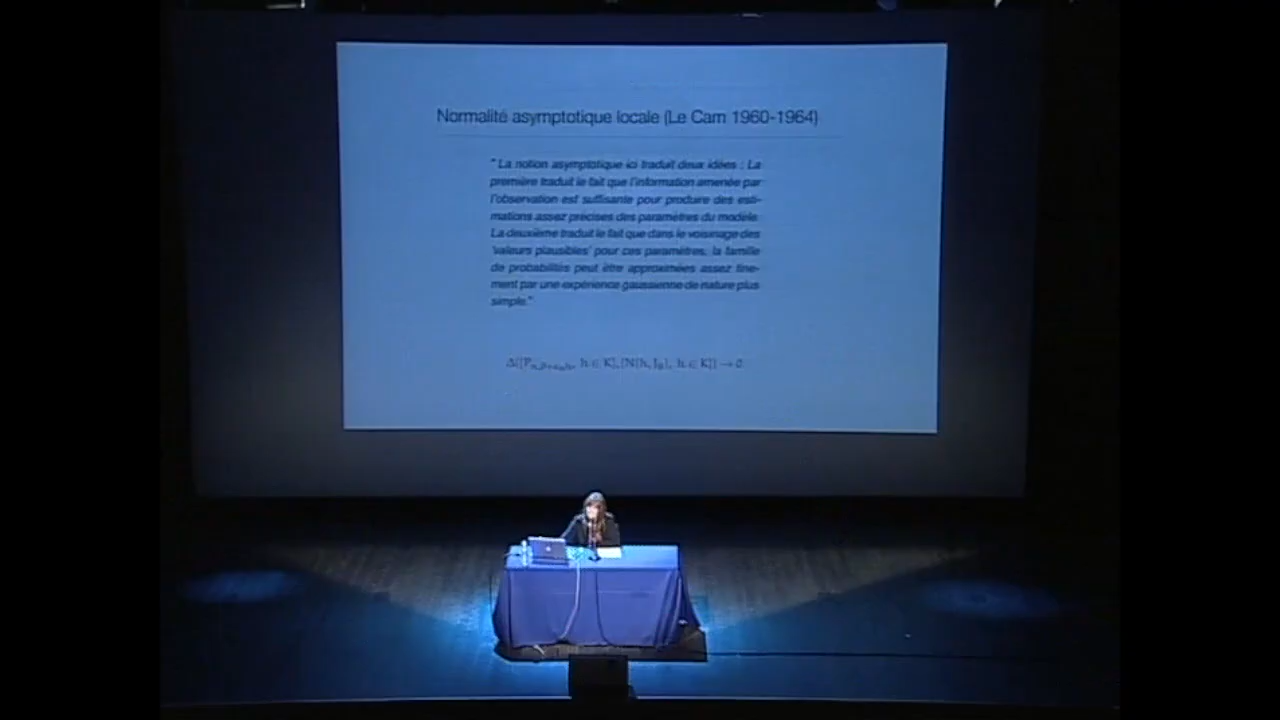 Normalité asymptotique locale (Le Cam 1960-1964)
" La notion asymptotique ici traduit deux idées : La
première traduit le fait que l'information amenée par
l'observation est suffisante pour produire des esti-
mations assez précises des paramètres du modèle.
La deuxième traduit le fait que dans le voisinage des
'valeurs plausibles' pour ces paramètres, la famille
de probabilités peut être approximées assez fine-
ment par une expérience gaussienne de nature plus
simple."